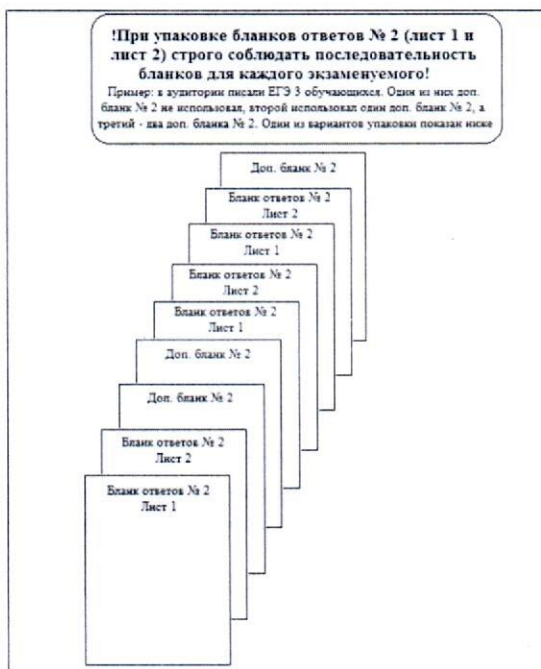 !При упаковке бланков ответов № 2 (лист 1 и
лист 2) строго соблюдать последовательность
бланков для каждого экзаменуемого!
Пример: в аудитории писали ЕГЭ 3 обучающихся. Один из них доп.
бланк № 2 не использовал, второй использовал один доп. бланк № 2, а
третий - два доп. бланка № 2. Один из вариантов упаковки показан ниже
Доп. бланк № 2
Бланк ответов № 2
Лист 2
Бланк ответов № 2
Лист 1
Бланк ответов № 2
Лист 2
Бланк ответов № 2
Лист 1
Доп. бланк № 2
Доп. бланк № 2
Бланк ответов № 2
Лист 2
Бланк ответов № 2
Лист 1